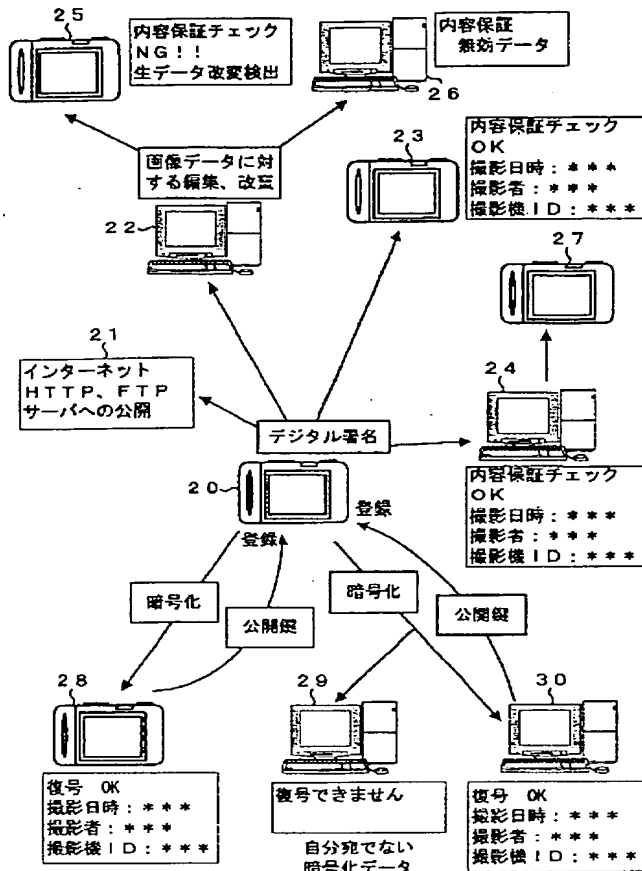 25
内容保証チェック
NG!!
生データ改変検出
内容保証
無効データ
26
画像データに対
する編集、改竄
22
23
内容保証チェック
OK
撮影日時:***
撮影者:***
撮影機ID:***
27
21
インターネット
HTTP、FTP
サーバへの公開
24
デジタル署名
内容保証チェック
OK
撮影日時:***
撮影者:***
撮影機ID:***
20
登録
登録
暗号化
公開鍵
暗号化
公開鍵
28
復号 OK
撮影日時:***
撮影者:***
撮影機ID:***
29
復号できません
自分宛でない
暗号化データ
30
復号 OK
撮影日時:***
撮影者:***
撮影機ID:***